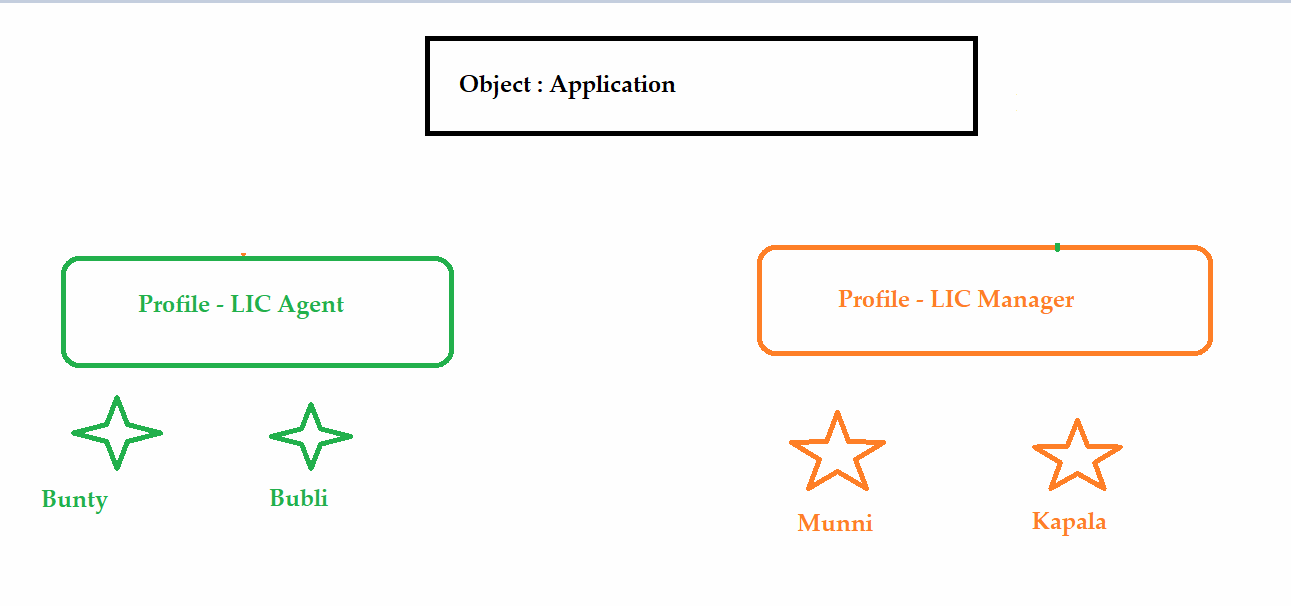 Object : Application
Profile - LIC Agent
Profile - LIC Manager
Bunty
Bubli
Munni
Kapala